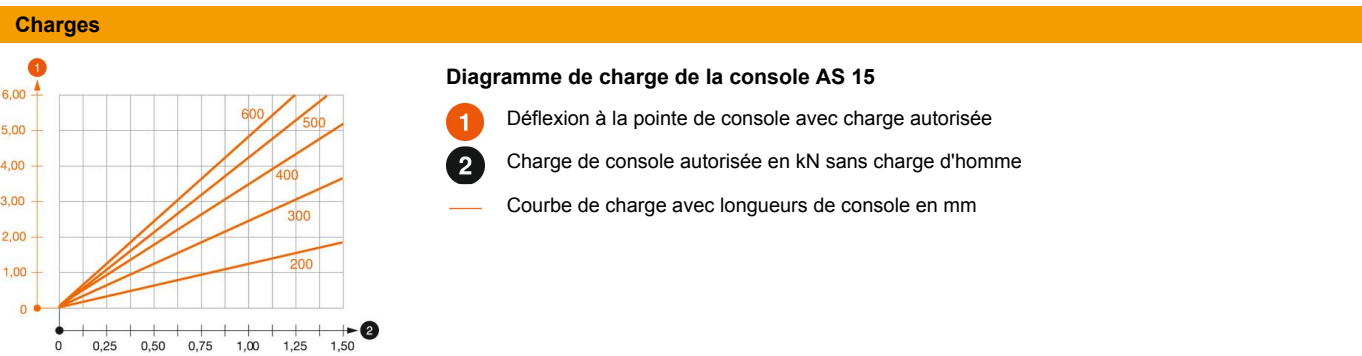 Charges
1
6,00
5,00
4,00
3,00
2,00
1,00
0
600
500
400
300
200
0 0,25 0,50 0,75 1,00 1,25 1,50
2
Diagramme de charge de la console AS 15
1 Déflexion à la pointe de console avec charge autorisée
2 Charge de console autorisée en kN sans charge d'homme
Courbe de charge avec longueurs de console en mm